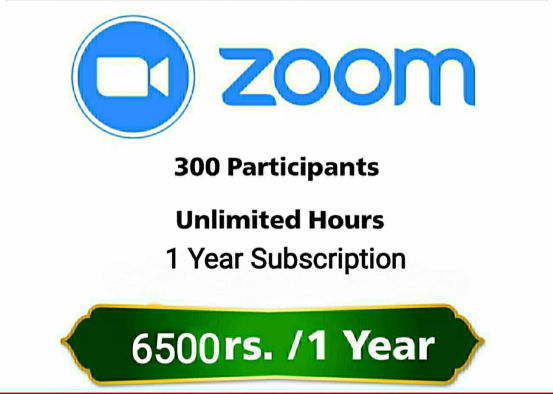 zoom
300 Participants
Unlimited Hours
1 Year Subscription
6500rs. /1 Year